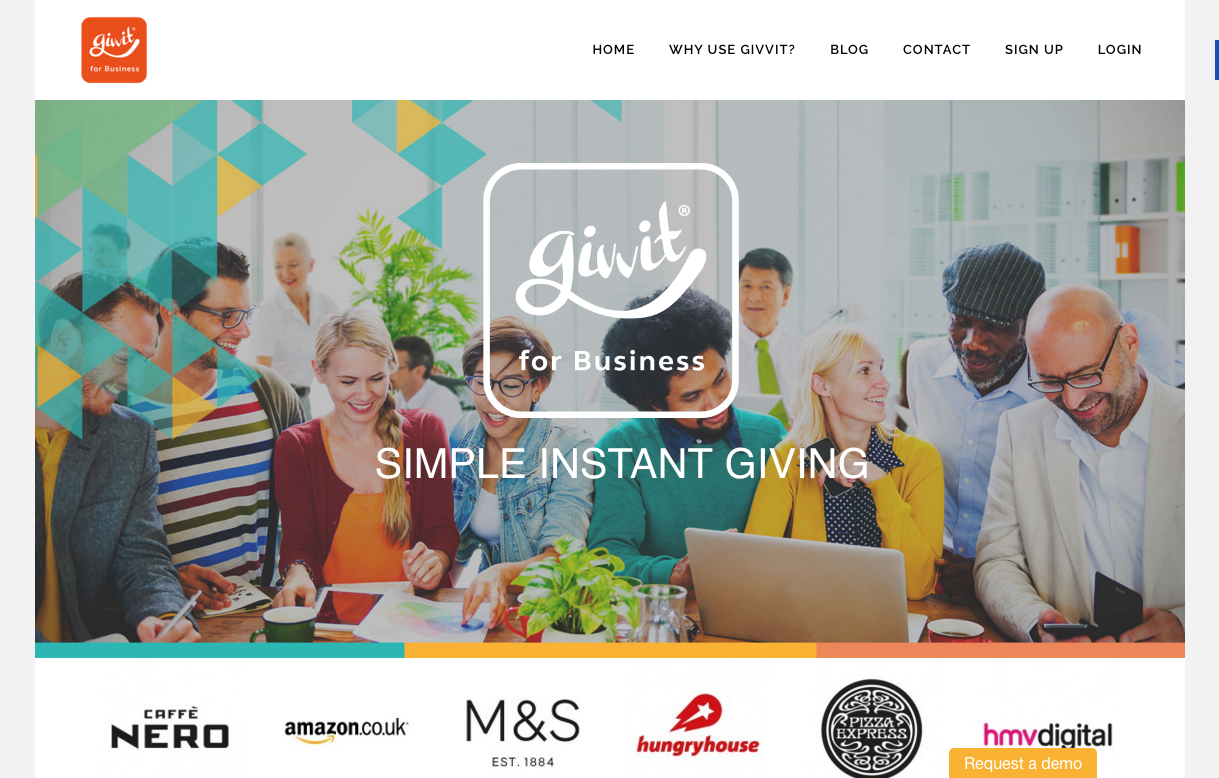 givvit
for Business
HOME WHY USE GIVVIT? BLOG CONTACT SIGN UP LOGIN
givvit®
for Business
SIMPLE INSTANT GIVING
CAFFÈ
NERO
amazon.co.uk
M&S
EST. 1884
hungryhouse
PIZZA
EXPRESS
hmvdigital
Request a demo